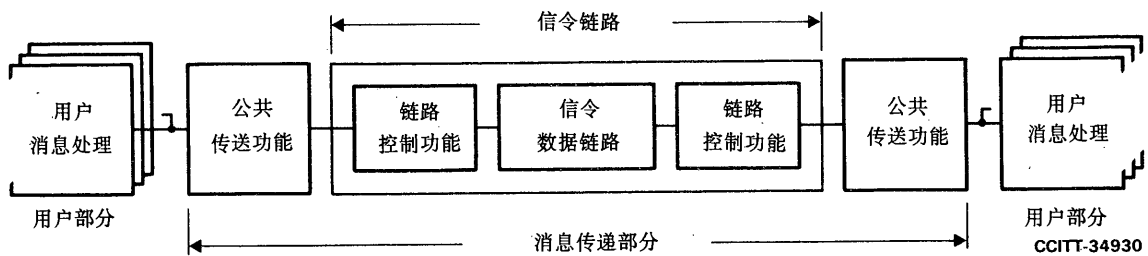 信令链路
用户
消息处理
公共
传送功能
链路
控制功能
信令
数据链路
链路
控制功能
公共
传送功能
用户
消息处理
用户部分
消息传递部分
用户部分
CCITT-34930